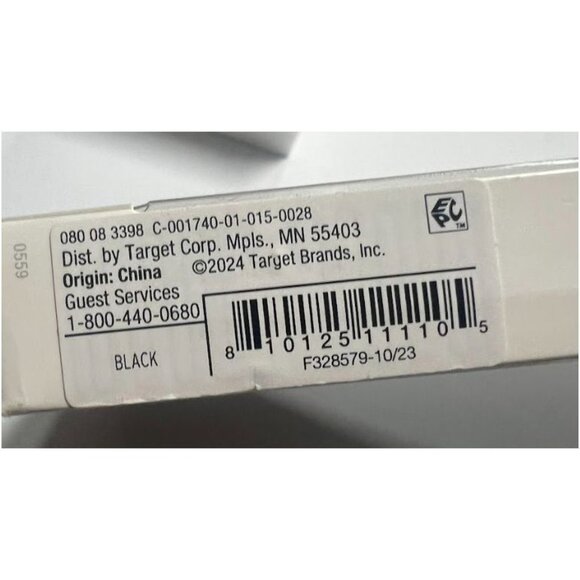 080 08 3398 C-001740-01-015-0028
Dist. by Target Corp. Mpls., MN 55403
Origin: China ©2024 Target Brands, Inc.
Guest Services
1-800-440-0680
BLACK
8 10125 11110 5
F328579-10/23
EPC™
0559